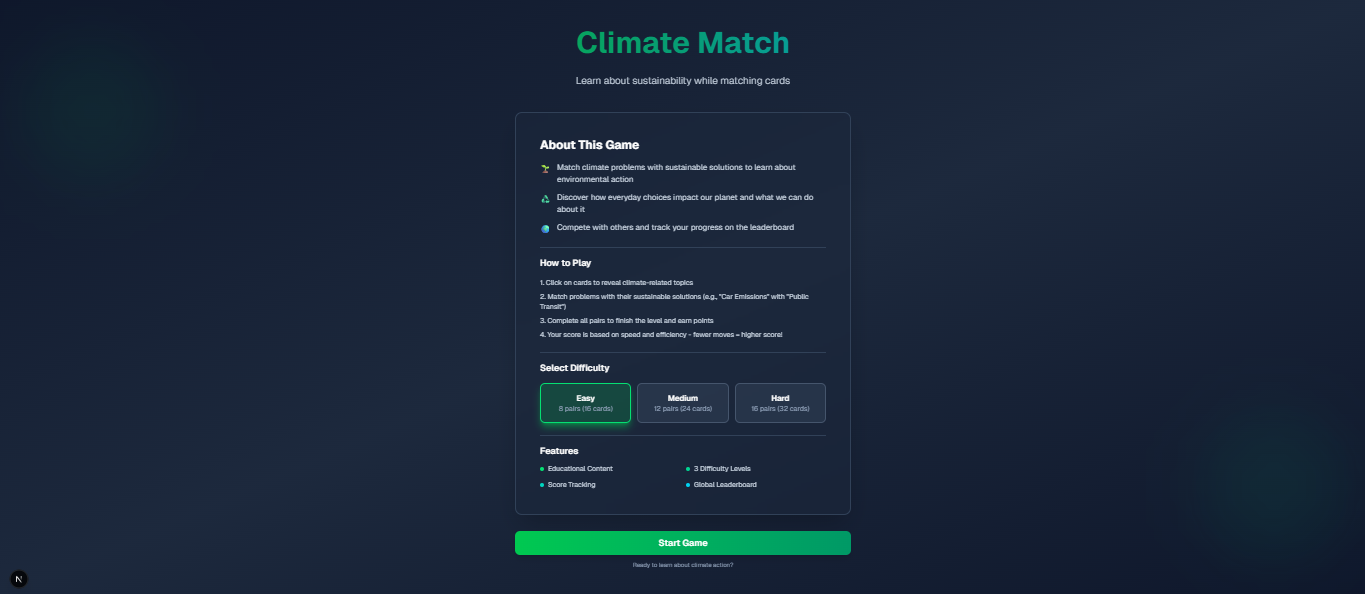 Climate Match
Learn about sustainability while matching cards
About This Game
Match climate problems with sustainable solutions to learn about
environmental action
Discover how everyday choices impact our planet and what we can do
about it
Compete with others and track your progress on the leaderboard
How to Play
1. Click on cards to reveal climate-related topics
2. Match problems with their sustainable solutions (e.g., "Car Emissions" with "Public
Transit")
3. Complete all pairs to finish the level and earn points
4. Your score is based on speed and efficiency - fewer moves = higher score!
Select Difficulty
Easy
8 pairs (16 cards)
Medium
12 pairs (24 cards)
Hard
16 pairs (32 cards)
Features
Educational Content
3 Difficulty Levels
Score Tracking
Global Leaderboard
Start Game
Ready to learn about climate action?
N